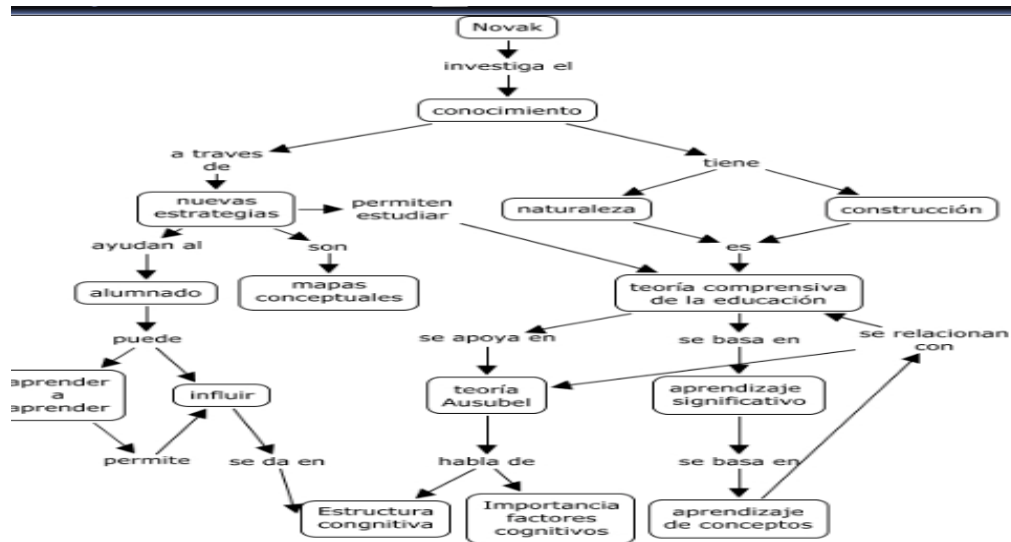 Novak
investiga el
conocimiento
a traves
de
tiene
nuevas
estrategias
permiten
estudiar
naturaleza
construcción
ayudan al
son
es
alumnado
mapas
conceptuales
teoría comprensiva
de la educación
puede
se apoya en
se basa en
se relacionan
con
aprender
a
aprender
influir
teoría
Ausubel
aprendizaje
significativo
permite
se da en
habla de
se basa en
Estructura
congnitiva
Importancia
factores
cognitivos
aprendizaje
de conceptos